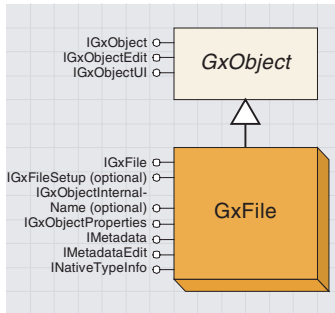 IGxObject
IGxObjectEdit
IGxObjectUI
GxObject
IGxFile
IGxFileSetup (optional)
IGxObjectInternal-
Name (optional)
IGxObjectProperties
IMetadata
IMetadataEdit
INativeTypeInfo
GxFile